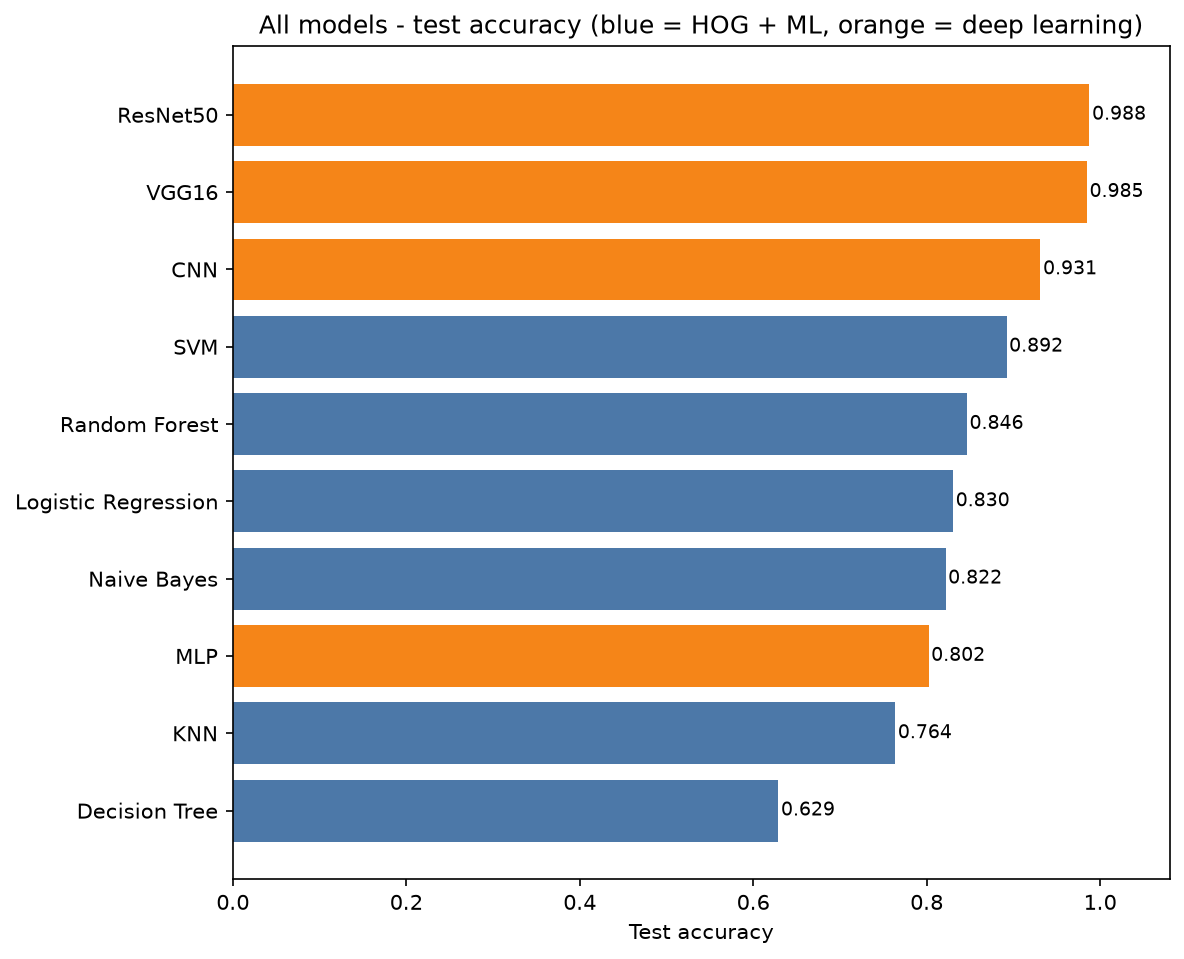 All models - test accuracy (blue = HOG + ML, orange = deep learning)
ResNet50 0.988
VGG16 0.985
CNN 0.931
SVM 0.892
Random Forest 0.846
Logistic Regression 0.830
Naive Bayes 0.822
MLP 0.802
KNN 0.764
Decision Tree 0.629
0.0 0.2 0.4 0.6 0.8 1.0
Test accuracy